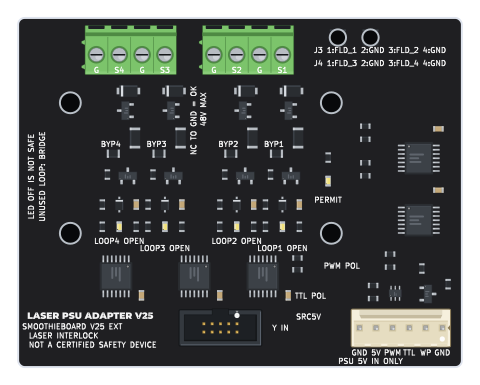 J3 1:FLD_1 2:GND 3:FLD_2 4:GND
J4 1:FLD_3 2:GND 3:FLD_4 4:GND
G S4 G S3
G S2 G S1
NC TO GND = OK
48V MAX
LED OFF IS NOT SAFE
UNUSED LOOP: BRIDGE
BYP4 BYP3 BYP2 BYP1
PERMIT
LOOP4 OPEN
LOOP3 OPEN
LOOP2 OPEN
LOOP1 OPEN
PWM POL
TTL POL
LASER PSU ADAPTER V25
SMOOTHIEBOARD V25 EXT
LASER INTERLOCK
NOT A CERTIFIED SAFETY DEVICE
SRC5V
Y IN
GND 5V PWM TTL WP GND
PSU 5V IN ONLY